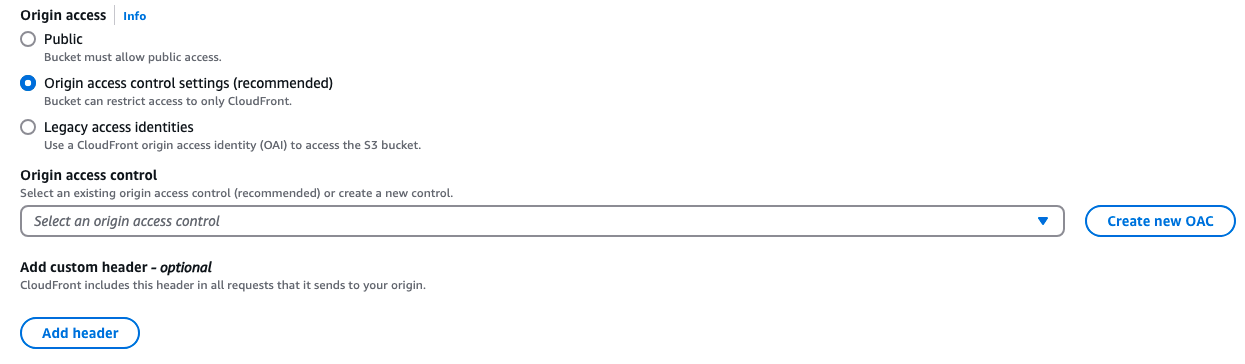 Origin access Info
Public
Bucket must allow public access.
Origin access control settings (recommended)
Bucket can restrict access to only CloudFront.
Legacy access identities
Use a CloudFront origin access identity (OAI) to access the S3 bucket.
Origin access control
Select an existing origin access control (recommended) or create a new control.
Select an origin access control Create new OAC
Add custom header - optional
CloudFront includes this header in all requests that it sends to your origin.
Add header